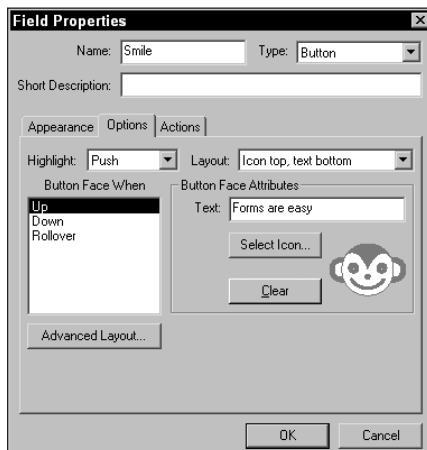 Field Properties
Name: Smile Type: Button
Short Description:
Appearance Options Actions
Highlight: Push Layout: Icon top, text bottom
Button Face When Button Face Attributes
Up Text: Forms are easy
Down
Rollover
Select Icon...
Clear
Advanced Layout...
OK Cancel